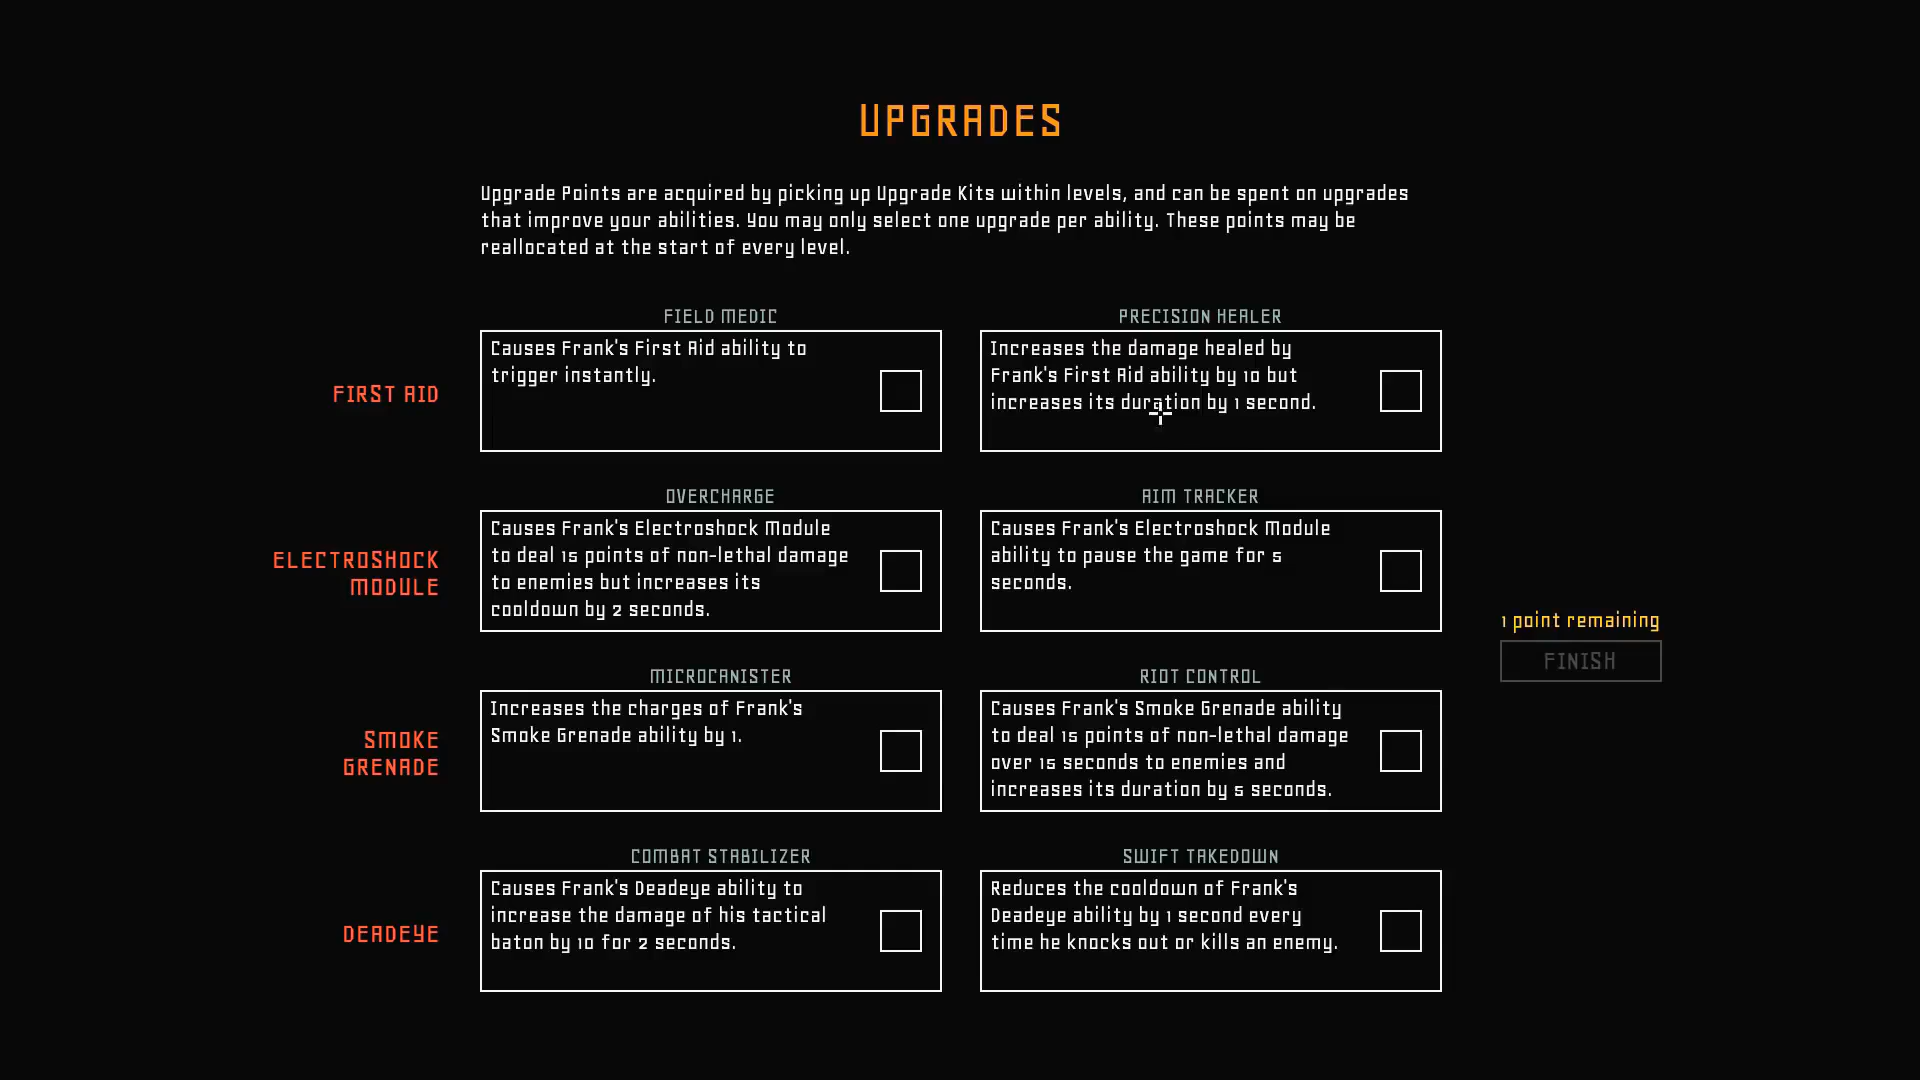 UPGRADES
Upgrade Points are acquired by picking up Upgrade Kits within levels, and can be spent on upgrades
that improve your abilities. You may only select one upgrade per ability. These points may be
reallocated at the start of every level.
FIELD MEDIC
PRECISION HEALER
FIRST AID
Causes Frank's First Aid ability to
trigger instantly.
Increases the damage healed by
Frank's First Aid ability by 10 but
increases its duration by 1 second.
OVERCHARGE
AIM TRACKER
ELECTROSHOCK
MODULE
Causes Frank's Electroshock Module
to deal 15 points of non-lethal damage
to enemies but increases its
cooldown by 2 seconds.
Causes Frank's Electroshock Module
ability to pause the game for 5
seconds.
1 point remaining
FINISH
MICROCANISTER
RIOT CONTROL
SMOKE
GRENADE
Increases the charges of Frank's
Smoke Grenade ability by 1.
Causes Frank's Smoke Grenade ability
to deal 15 points of non-lethal damage
over 15 seconds to enemies and
increases its duration by 5 seconds.
COMBAT STABILIZER
SWIFT TAKEDOWN
DEADEYE
Causes Frank's Deadeye ability to
increase the damage of his tactical
baton by 10 for 2 seconds.
Reduces the cooldown of Frank's
Deadeye ability by 1 second every
time he knocks out or kills an enemy.